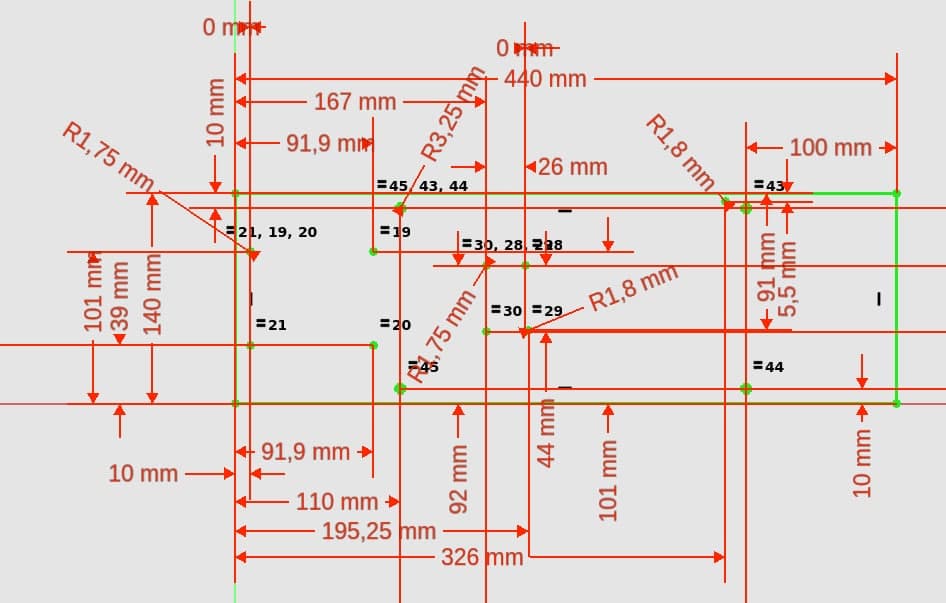 0 mm
0 mm
440 mm
167 mm
10 mm
R3,25 mm
R1,75 mm
91,9 mm
R1,8 mm
100 mm
26 mm
=45, 43, 44
=43
=21, 19, 20
=19
=30, 28, 
28
101 mm
39 mm
140 mm
91 mm
5,5 mm
R1,8 mm
=30
=29
R1,75 mm
=21
=20
=45
=44
91,9 mm
10 mm
92 mm
44 mm
101 mm
10 mm
110 mm
195,25 mm
326 mm